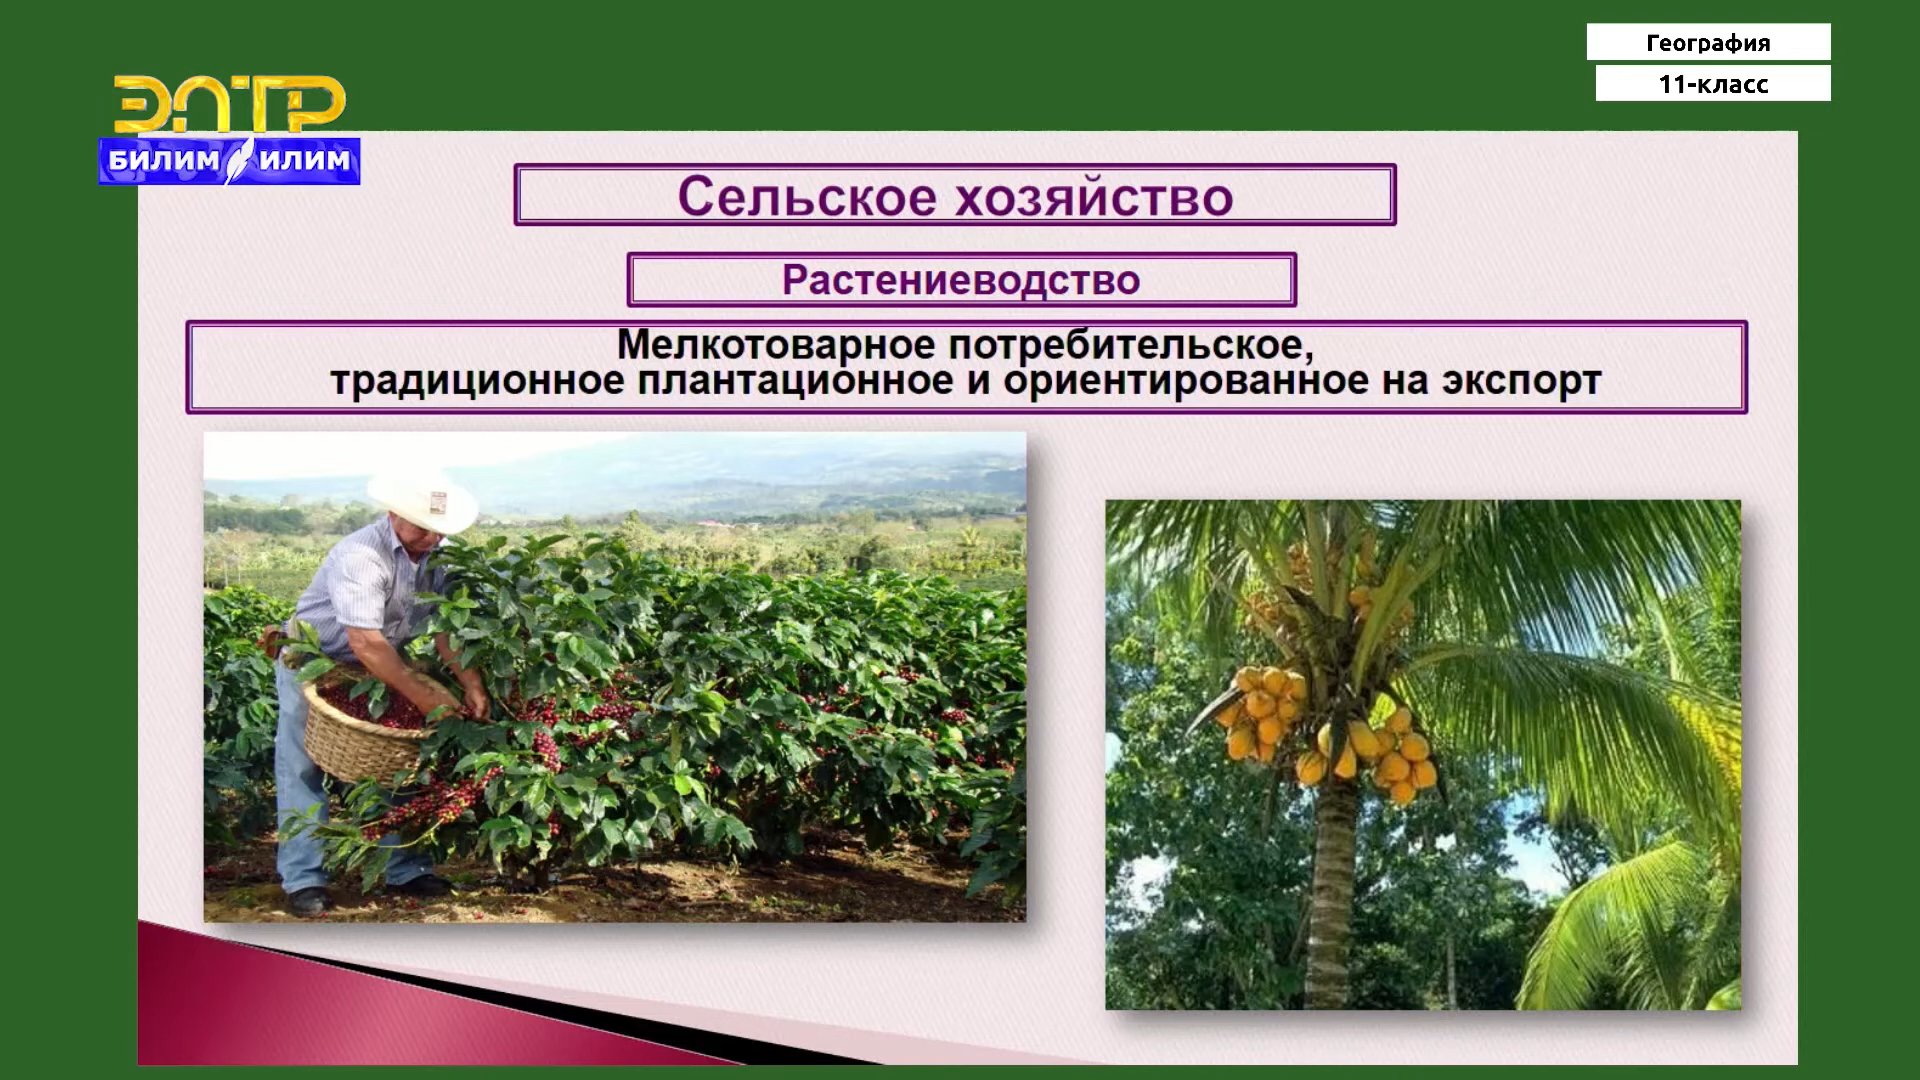 География
11-класс
ЭЛТР
БИЛИМ ИЛИМ
Сельское хозяйство
Растениеводство
Мелкотоварное потребительское,
традиционное плантационное и ориентированное на экспорт